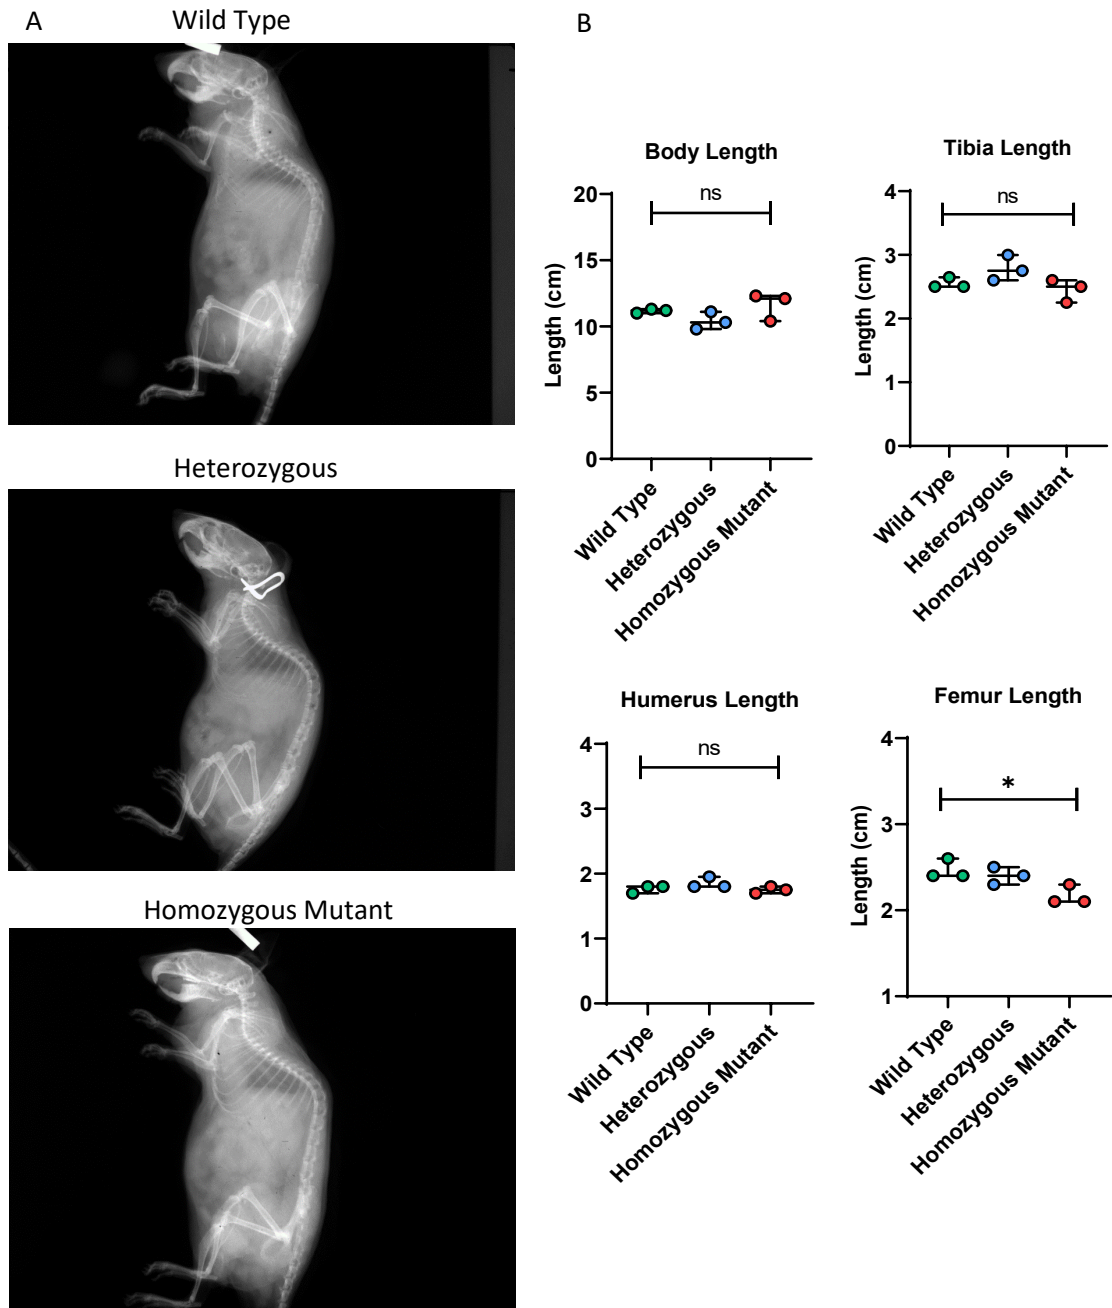 A
Wild Type
Heterozygous
Homozygous Mutant
B
Body Length
ns
Length (cm)
20
15
10
5
0
Wild Type
Heterozygous
Homozygous Mutant
Tibia Length
ns
Length (cm)
4
3
2
1
0
Wild Type
Heterozygous
Homozygous Mutant
Humerus Length
ns
4
3
2
1
0
Wild Type
Heterozygous
Homozygous Mutant
Femur Length
*
Length (cm)
4
3
2
1
Wild Type
Heterozygous
Homozygous Mutant